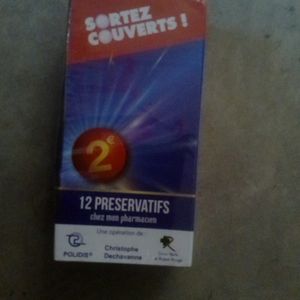 SORTEZ
COUVERTS !
2€
12 PRESERVATIFS
chez mon pharmacien
Une opération de :
POLIDIS®
Christophe
Dechavanne